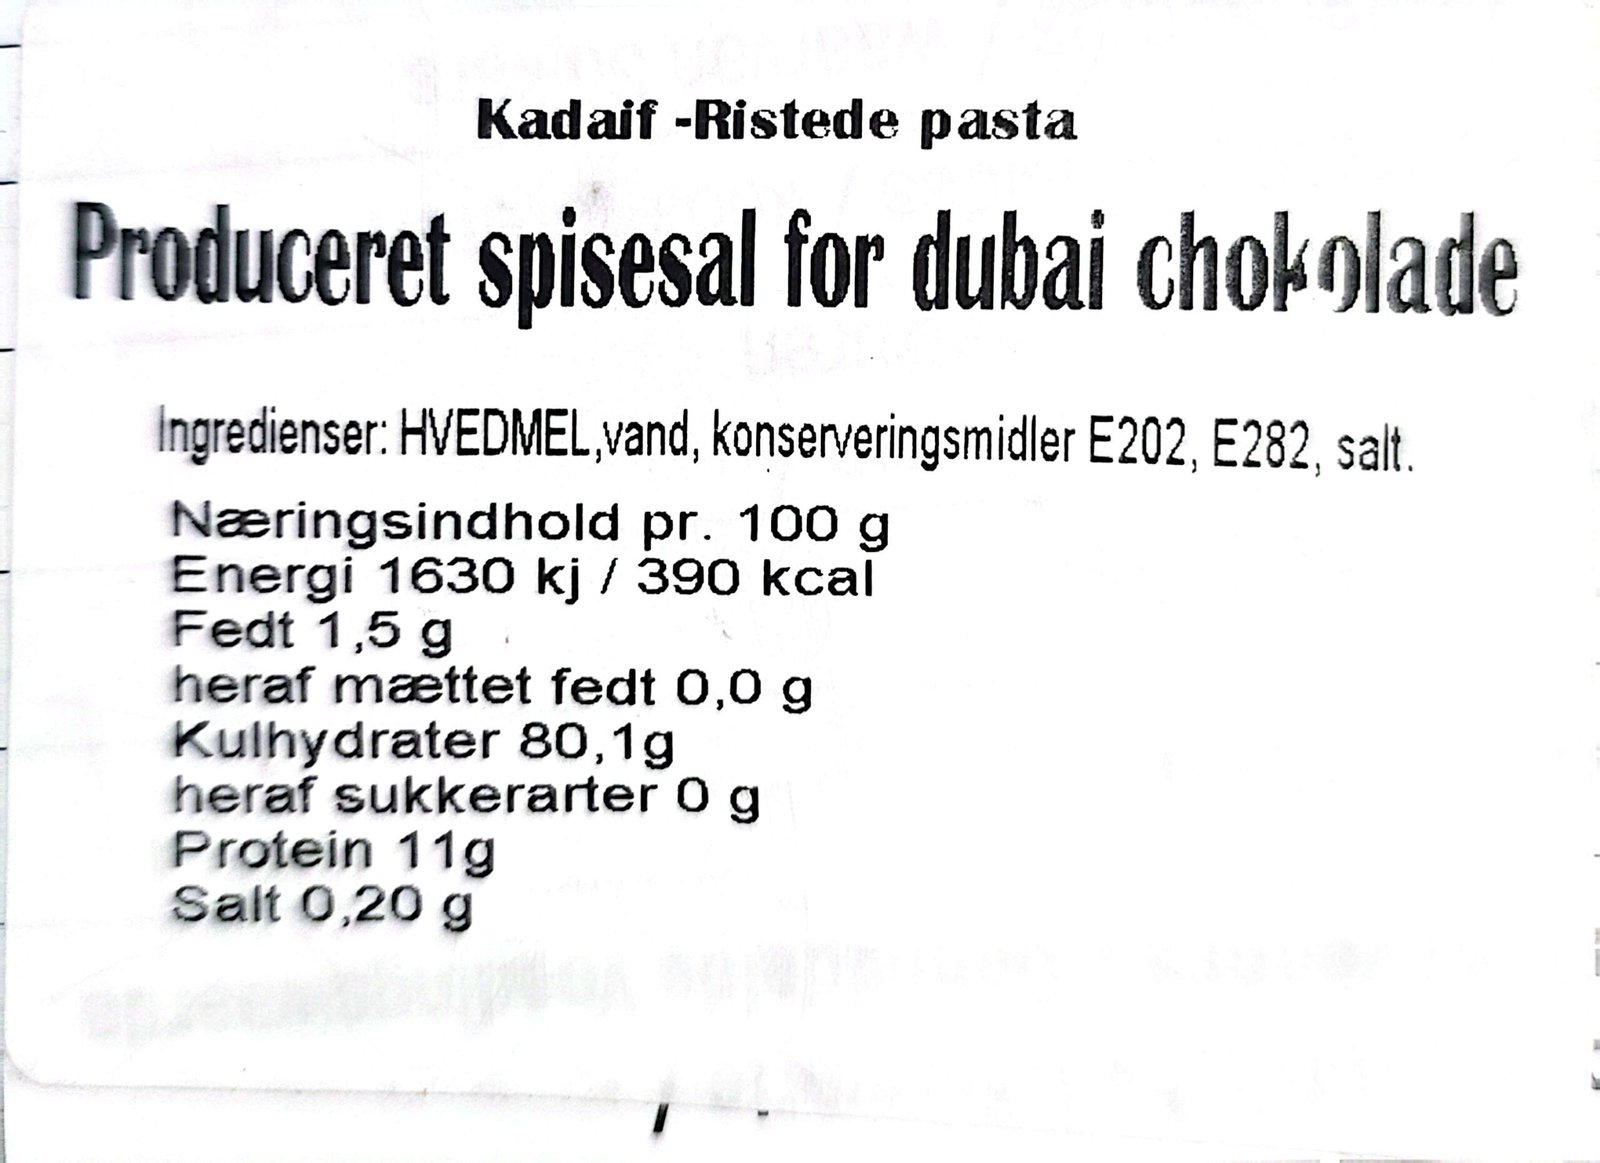 Kadaif -Ristede pasta
Produceret spisesal for dubai chokolade
Ingredienser: HVEDMEL,vand, konserveringsmidler E202, E282, salt.
Næringsindhold pr. 100 g
Energi 1630 kj / 390 kcal
Fedt 1,5 g
heraf mættet fedt 0,0 g
Kulhydrater 80,1g
heraf sukkerarter 0 g
Protein 11g
Salt 0,20 g